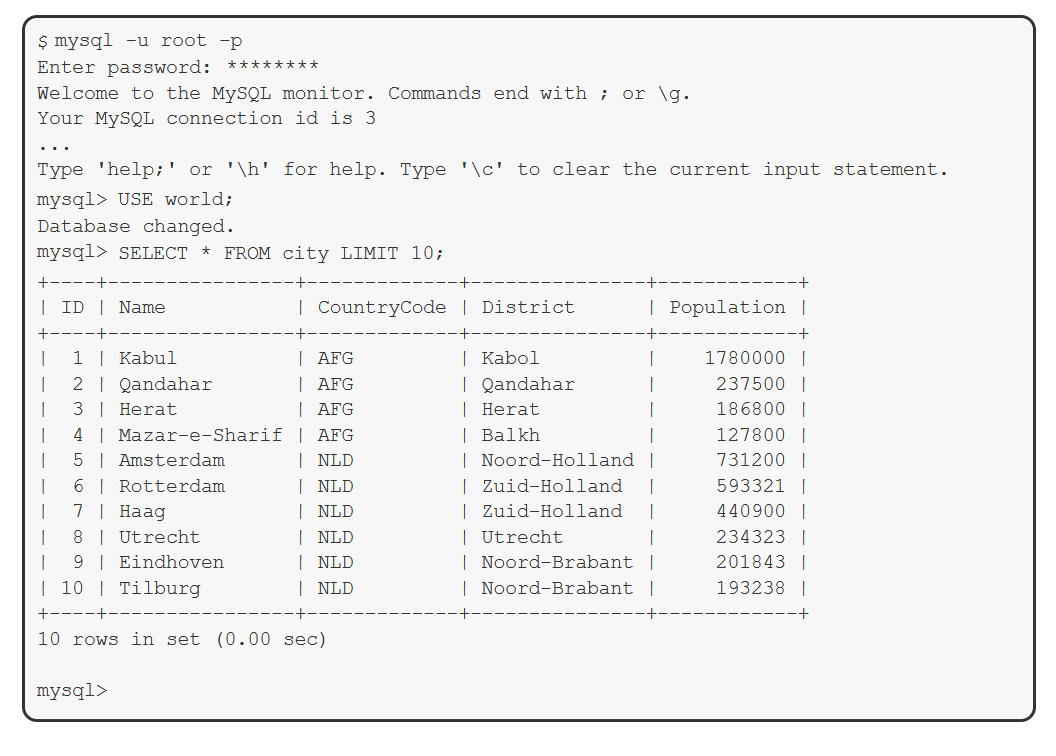 $ mysql -u root -p
Enter password: ********
Welcome to the MySQL monitor. Commands end with ; or \g.
Your MySQL connection id is 3
...
Type 'help;' or '\h' for help. Type '\c' to clear the current input statement.
mysql> USE world;
Database changed.
mysql> SELECT * FROM city LIMIT 10;
+----+----------------+-------------+---------------+------------+
| ID | Name           | CountryCode | District      | Population |
+----+----------------+-------------+---------------+------------+
|  1 | Kabul          | AFG         | Kabol         |    1780000 |
|  2 | Qandahar       | AFG         | Qandahar      |     237500 |
|  3 | Herat          | AFG         | Herat         |     186800 |
|  4 | Mazar-e-Sharif | AFG         | Balkh         |     127800 |
|  5 | Amsterdam      | NLD         | Noord-Holland |     731200 |
|  6 | Rotterdam      | NLD         | Zuid-Holland  |     593321 |
|  7 | Haag           | NLD         | Zuid-Holland  |     440900 |
|  8 | Utrecht        | NLD         | Utrecht       |     234323 |
|  9 | Eindhoven      | NLD         | Noord-Brabant |     201843 |
| 10 | Tilburg        | NLD         | Noord-Brabant |     193238 |
+----+----------------+-------------+---------------+------------+
10 rows in set (0.00 sec)
mysql>